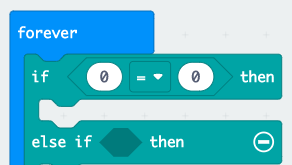 forever
if 0 = 0 then
else if then